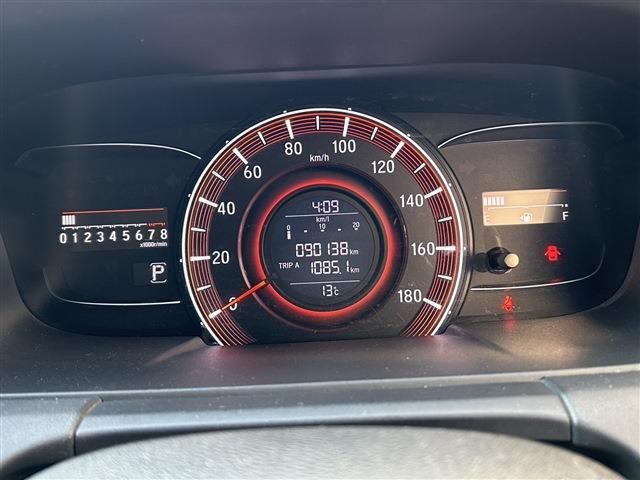 80 100
60 km/h 120
40 140
20 160
0 180
4:09
km/l
0 - 10 - 20
090138 km
TRIP A 1085.1 km
13°C
0 1 2 3 4 5 6 7 8
x1000r/min
P
E F